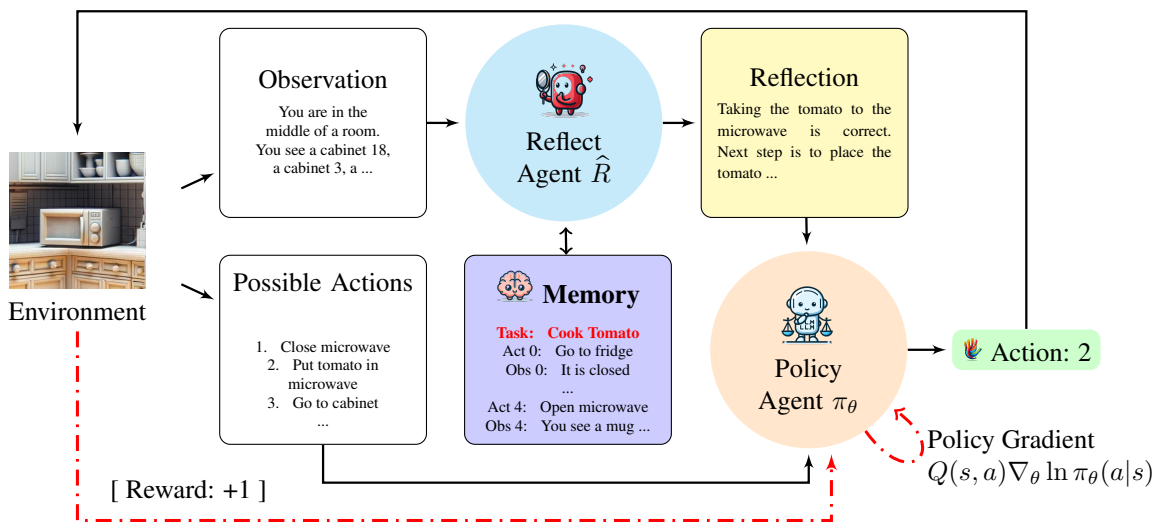 Observation
You are in the
middle of a room.
You see a cabinet 18,
a cabinet 3, a ...
Reflect
Agent R̂
Reflection
Taking the tomato to the
microwave is correct.
Next step is to place the
tomato ...
Environment
Possible Actions
1. Close microwave
2. Put tomato in
microwave
3. Go to cabinet
...
Memory
Task: Cook Tomato
Act 0: Go to fridge
Obs 0: It is closed
...
Act 4: Open microwave
Obs 4: You see a mug ...
LLM
Policy
Agent πθ
Action: 2
Policy Gradient
Q(s, a)∇θ ln πθ(a|s)
[ Reward: +1 ]